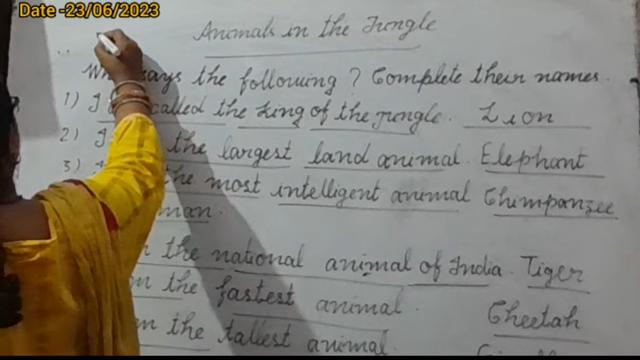 Date -23/06/2023
Animals in the Jungle
says the following ? Complete their names.
1) I called the king of the jungle. Lion
2) I the largest land animal. Elephant
3) the most intelligent animal Chimpanzee
man.
the national animal of India. Tiger
the fastest animal. Cheetah
the tallest animal.